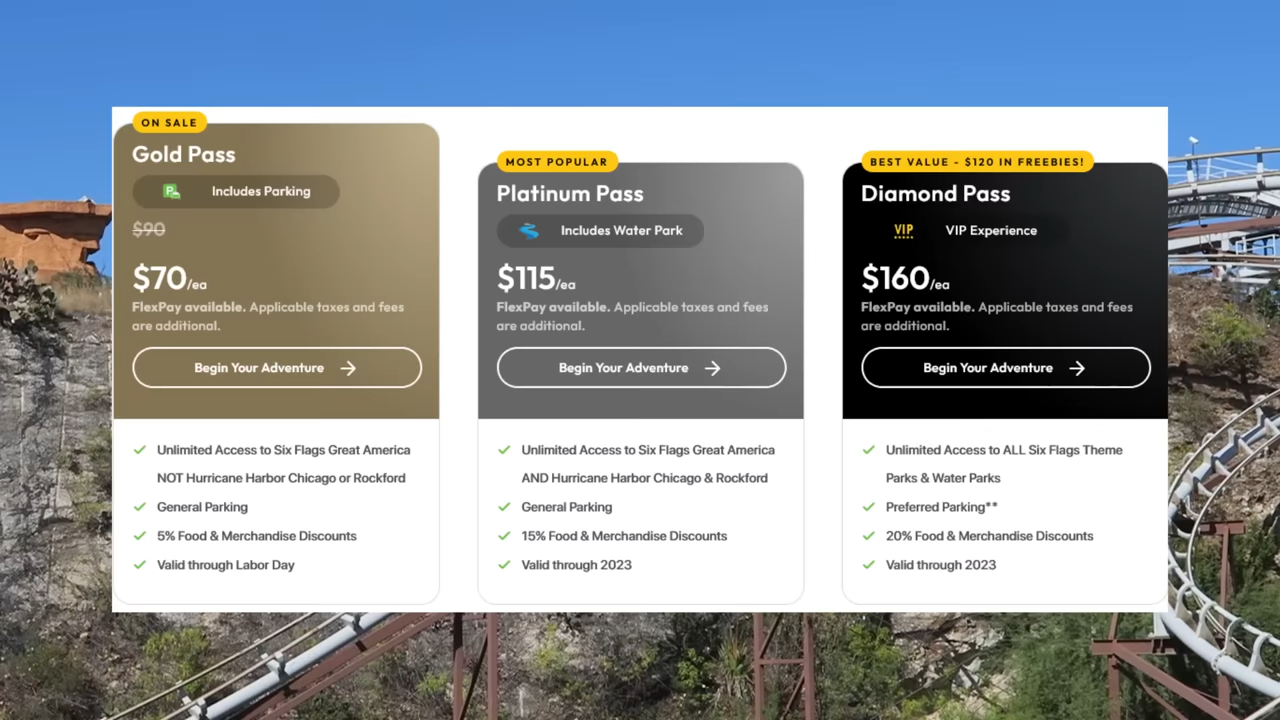 ON SALE
Gold Pass
P
Includes Parking
$90
$70/ea
FlexPay available. Applicable taxes and fees
are additional.
Begin Your Adventure
Unlimited Access to Six Flags Great America
NOT Hurricane Harbor Chicago or Rockford
General Parking
5% Food & Merchandise Discounts
Valid through Labor Day
MOST POPULAR
Platinum Pass
Includes Water Park
$115/ea
FlexPay available. Applicable taxes and fees
are additional.
Begin Your Adventure
Unlimited Access to Six Flags Great America
AND Hurricane Harbor Chicago & Rockford
General Parking
15% Food & Merchandise Discounts
Valid through 2023
BEST VALUE - $120 IN FREEBIES!
Diamond Pass
VIP
VIP Experience
$160/ea
FlexPay available. Applicable taxes and fees
are additional.
Begin Your Adventure
Unlimited Access to ALL Six Flags Theme
Parks & Water Parks
Preferred Parking**
20% Food & Merchandise Discounts
Valid through 2023